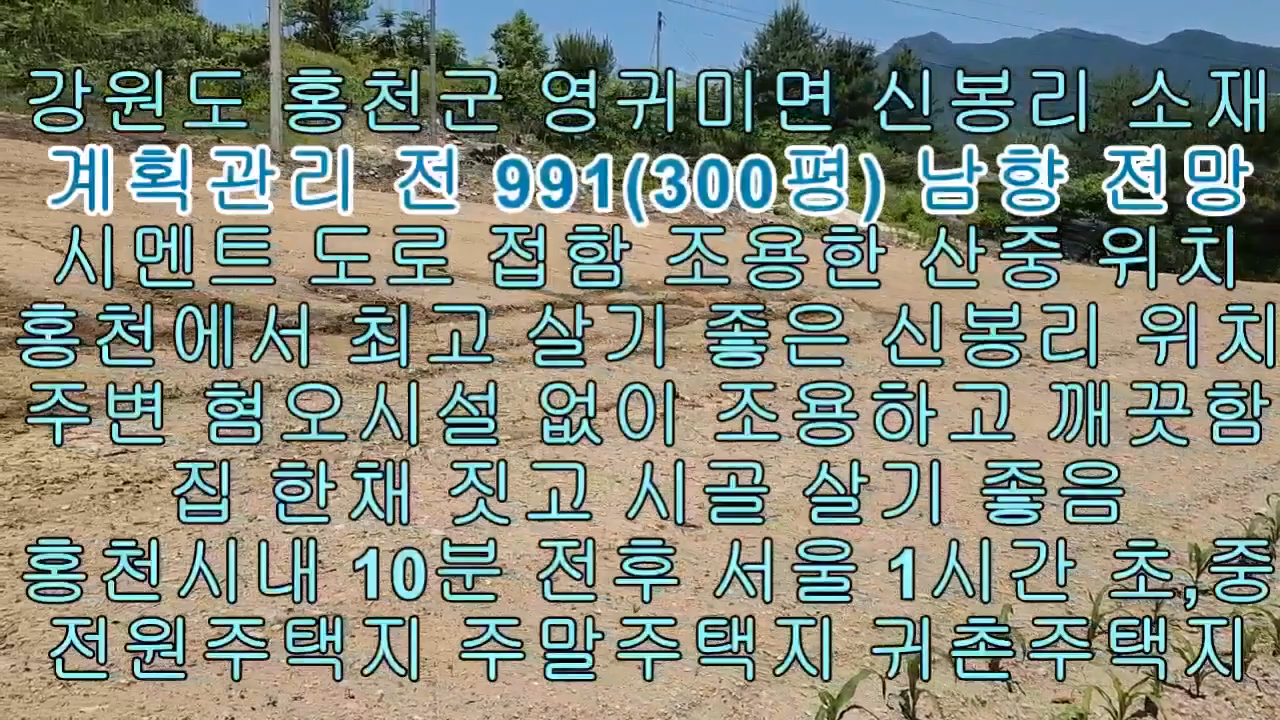 강원도 홍천군 영귀미면 신봉리 소재
계획관리 전 991(300평) 남향 전망
시멘트 도로 접함 조용한 산중 위치
홍천에서 최고 살기 좋은 신봉리 위치
주변 혐오시설 없이 조용하고 깨끗함
집 한채 짓고 시골 살기 좋음
홍천시내 10분 전후 서울 1시간 초,중
전원주택지 주말주택지 귀촌주택지